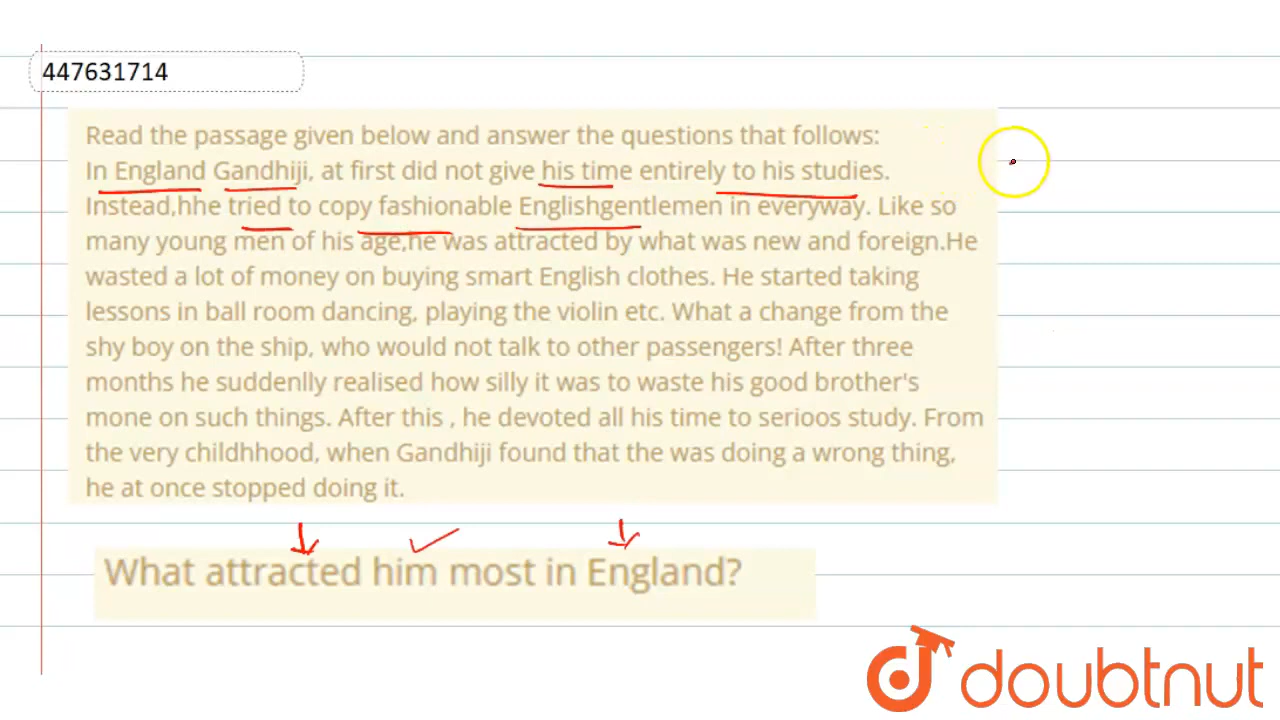 447631714
Read the passage given below and answer the questions that follows:
In England Gandhiji, at first did not give his time entirely to his studies.
Instead,hhe tried to copy fashionable Englishgentlemen in everyway. Like so
many young men of his age,he was attracted by what was new and foreign.He
wasted a lot of money on buying smart English clothes. He started taking
lessons in ball room dancing, playing the violin etc. What a change from the
shy boy on the ship, who would not talk to other passengers! After three
months he suddenlly realised how silly it was to waste his good brother's
mone on such things. After this , he devoted all his time to serioos study. From
the very childhhood, when Gandhiji found that the was doing a wrong thing,
he at once stopped doing it.
What attracted him most in England?
doubtnut